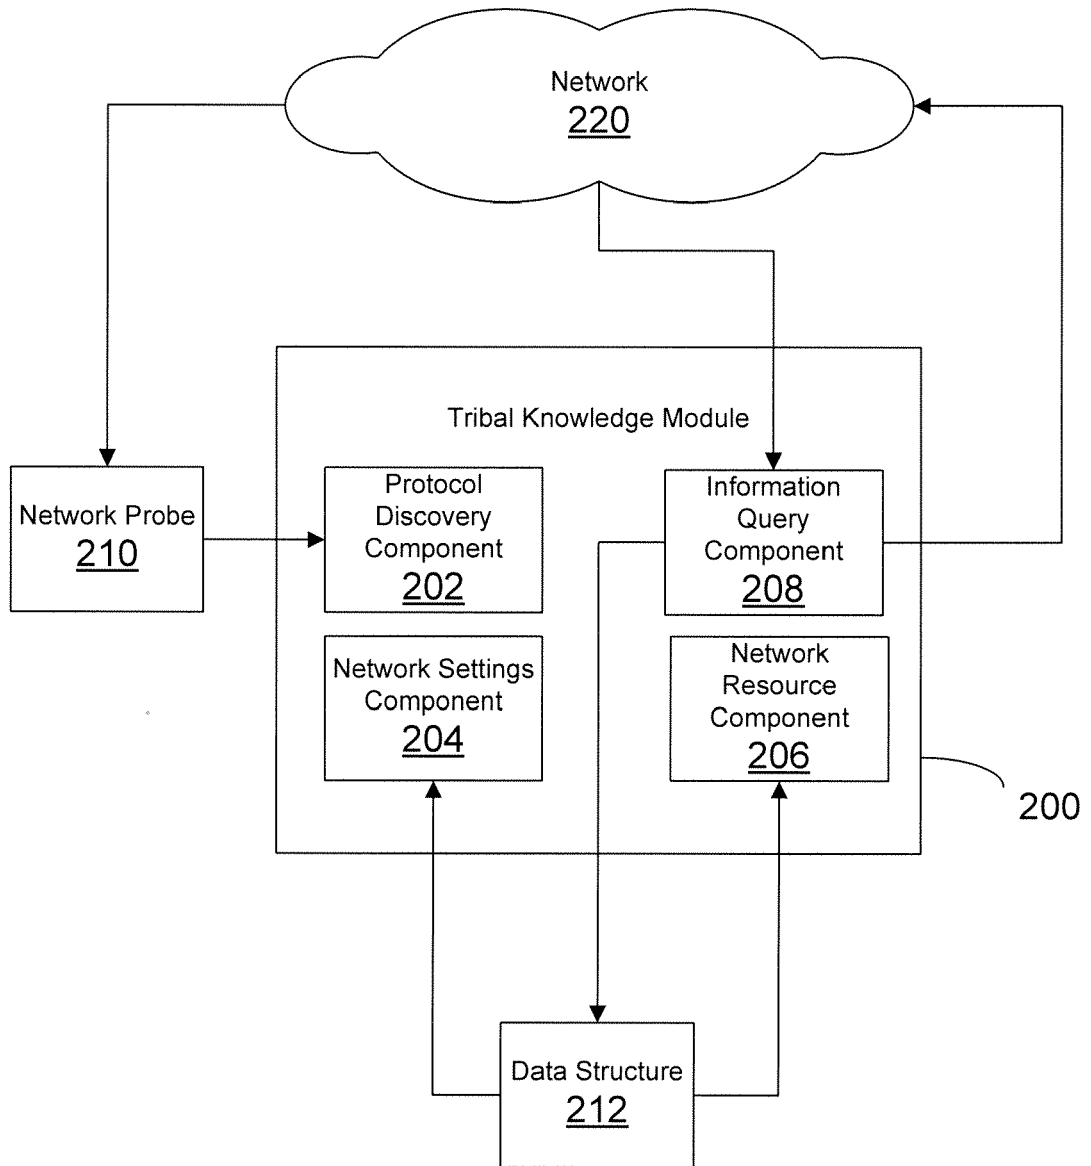 Network
220
Tribal Knowledge Module
Network Probe
210
Protocol
Discovery
Component
202
Information
Query
Component
208
Network Settings
Component
204
Network
Resource
Component
206
200
Data Structure
212